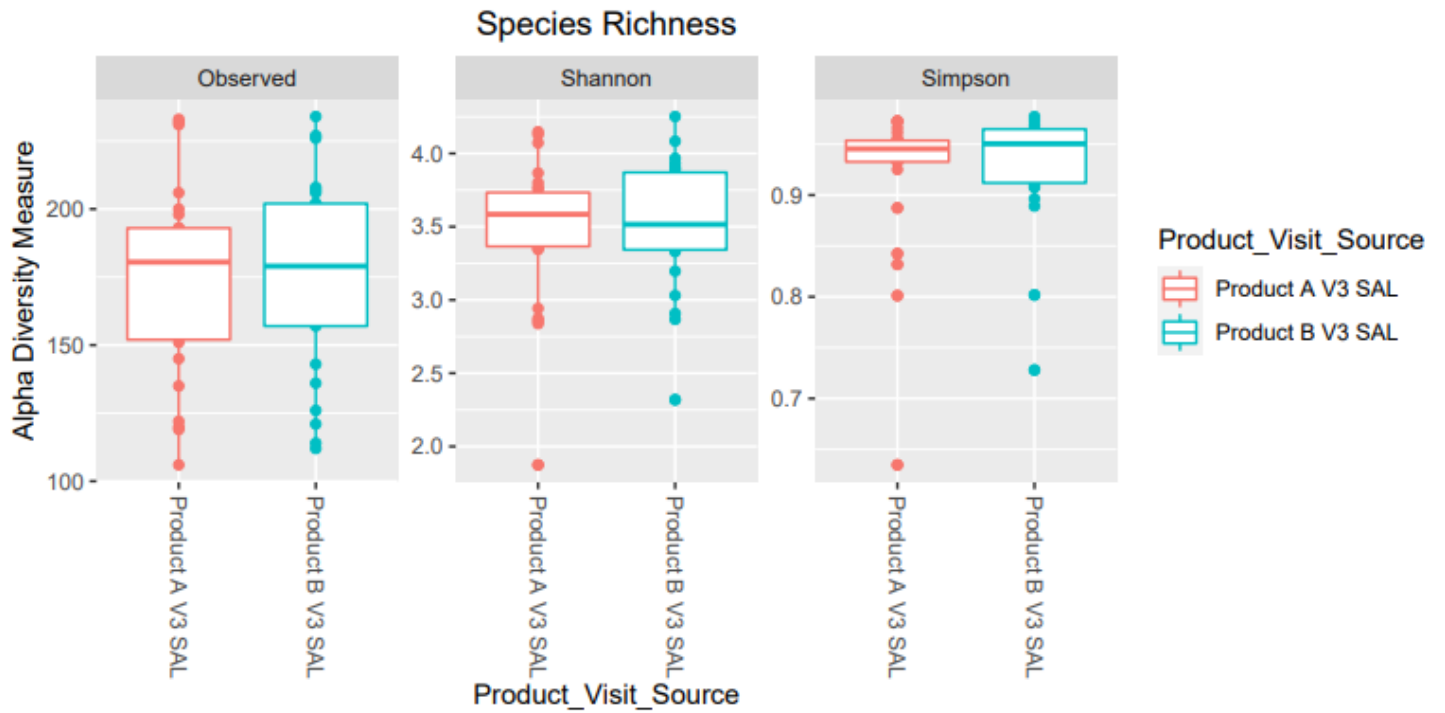 Species Richness
Observed
Shannon
Simpson
Alpha Diversity Measure
200
150
100
4.0
3.5
3.0
2.5
2.0
0.9
0.8
0.7
Product A V3 SAL
Product B V3 SAL
Product A V3 SAL
Product B V3 SAL
Product A V3 SAL
Product B V3 SAL
Product_Visit_Source
Product_Visit_Source
Product A V3 SAL
Product B V3 SAL